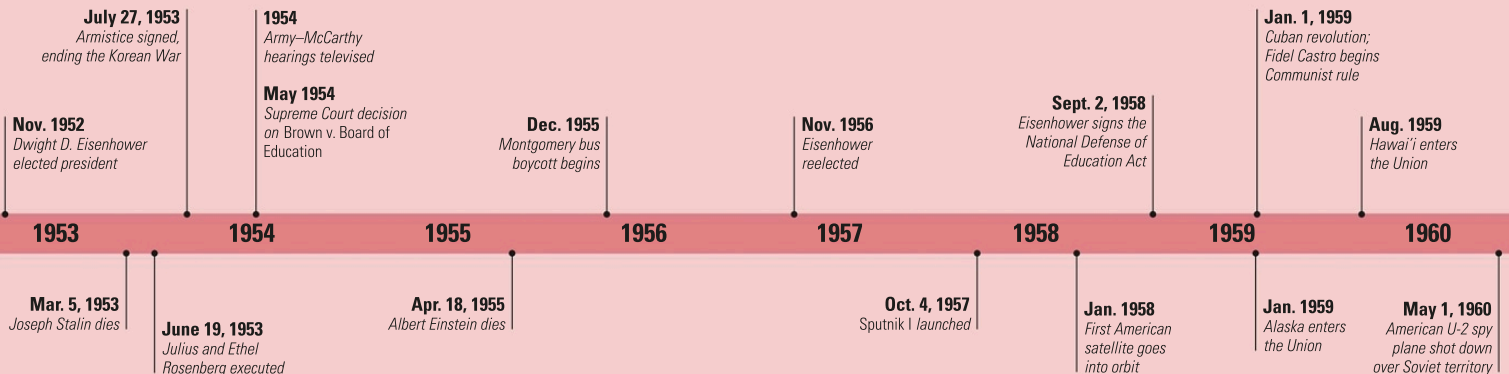 July 27, 1953
Armistice signed,
ending the Korean War
1954
Army–McCarthy
hearings televised
May 1954
Supreme Court decision
on Brown v. Board of
Education
Nov. 1952
Dwight D. Eisenhower
elected president
Dec. 1955
Montgomery bus
boycott begins
Nov. 1956
Eisenhower
reelected
Sept. 2, 1958
Eisenhower signs the
National Defense of
Education Act
Jan. 1, 1959
Cuban revolution;
Fidel Castro begins
Communist rule
Aug. 1959
Hawai‘i enters
the Union
1953
1954
1955
1956
1957
1958
1959
1960
Mar. 5, 1953
Joseph Stalin dies
June 19, 1953
Julius and Ethel
Rosenberg executed
Apr. 18, 1955
Albert Einstein dies
Oct. 4, 1957
Sputnik I launched
Jan. 1958
First American
satellite goes
into orbit
Jan. 1959
Alaska enters
the Union
May 1, 1960
American U-2 spy
plane shot down
over Soviet territory